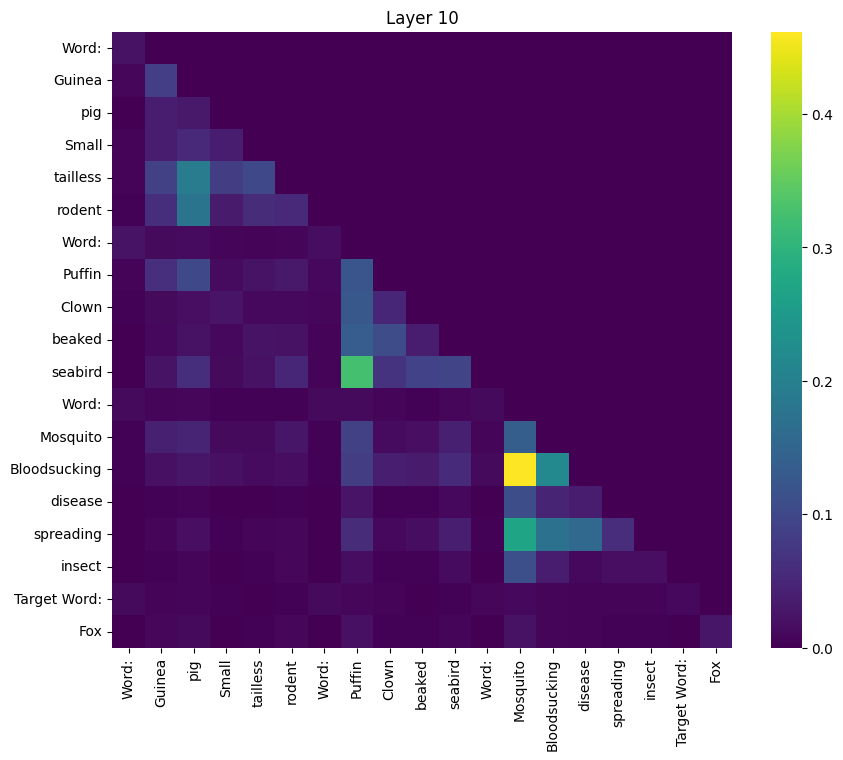 Layer 10
Word:
Guinea
pig
Small
tailless
rodent
Word:
Puffin
Clown
beaked
seabird
Word:
Mosquito
Bloodsucking
disease
spreading
insect
Target Word:
Fox
Word:
Guinea
pig
Small
tailless
rodent
Word:
Puffin
Clown
beaked
seabird
Word:
Mosquito
Bloodsucking
disease
spreading
insect
Target Word:
Fox
0.4
0.3
0.2
0.1
0.0